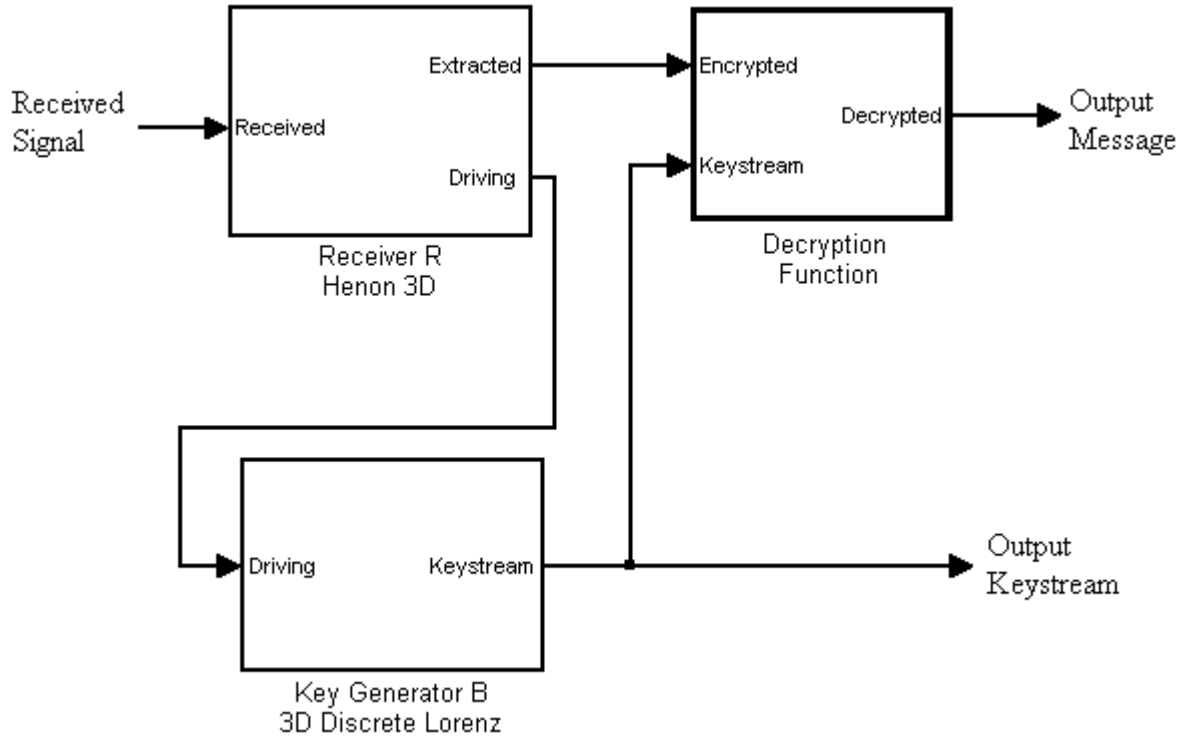 Received
Signal
Received
Extracted
Driving
Receiver R
Henon 3D
Encrypted
Keystream
Decrypted
Decryption
Function
Output
Message
Driving
Keystream
Key Generator B
3D Discrete Lorenz
Output
Keystream